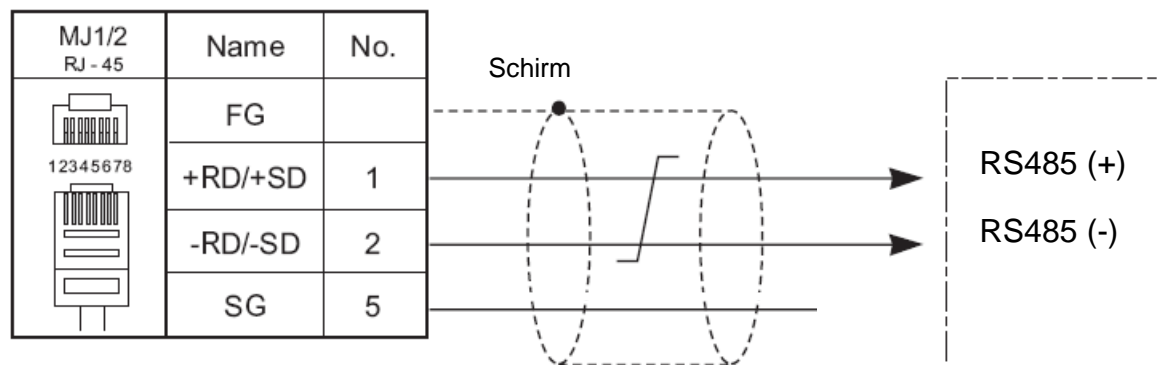 MJ1/2 Name No.
RJ - 45
Schirm
FG
12345678
+RD/+SD 1
RS485 (+)
-RD/-SD 2
RS485 (-)
SG 5